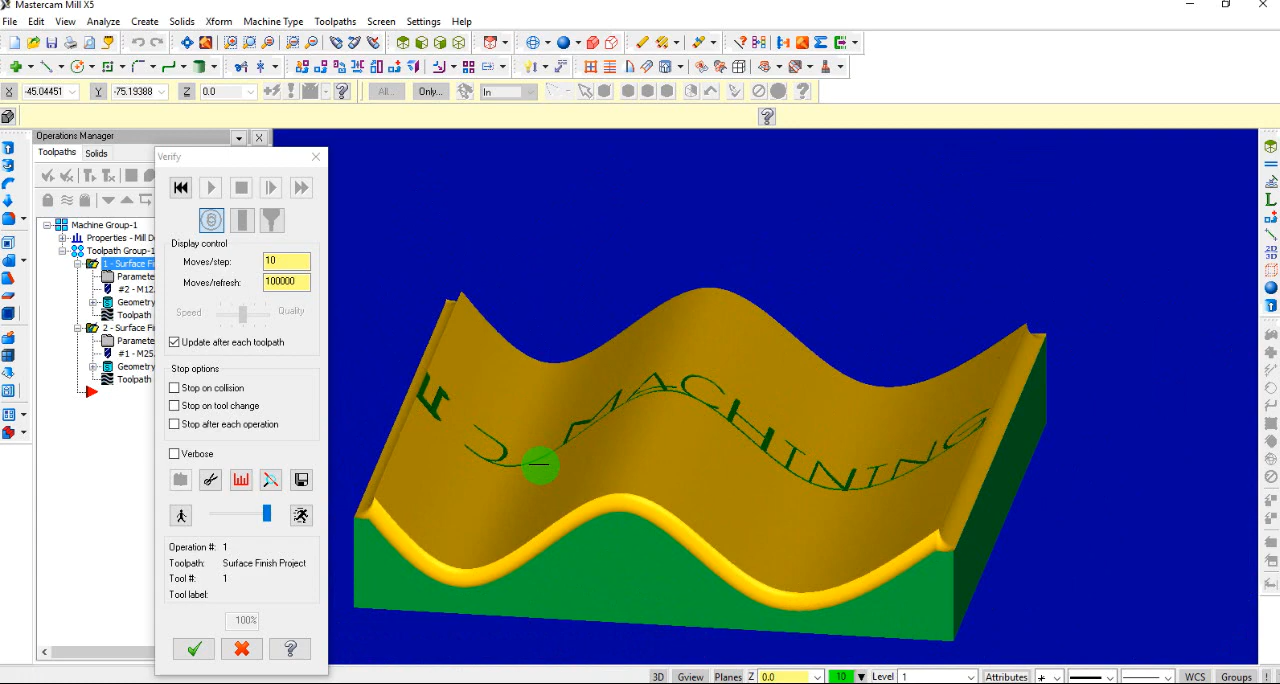 Mastercam Mill X5
File Edit View Analyze Create Solids Xform Machine Type Toolpaths Screen Settings Help
X -45.04451 Y -75.19388 Z 0.0 All... Only... In
Operations Manager
Toolpaths Solids
Verify
Machine Group-1
Properties - Mill D
Toolpath Group-1
1 - Surface Fi
Paramete
#2 - M12.
Geometry
Toolpath
2 - Surface Fi
Paramete
#1 - M25.
Geometry
Toolpath
Display control
Moves/step: 10
Moves/refresh: 100000
Speed Quality
Update after each toolpath
Stop options
Stop on collision
Stop on tool change
Stop after each operation
Verbose
Operation #: 1
Toolpath: Surface Finish Project
Tool #: 1
Tool label:
100%
MACHINING
3D Gview Planes Z 0.0 10 Level 1 Attributes WCS Groups